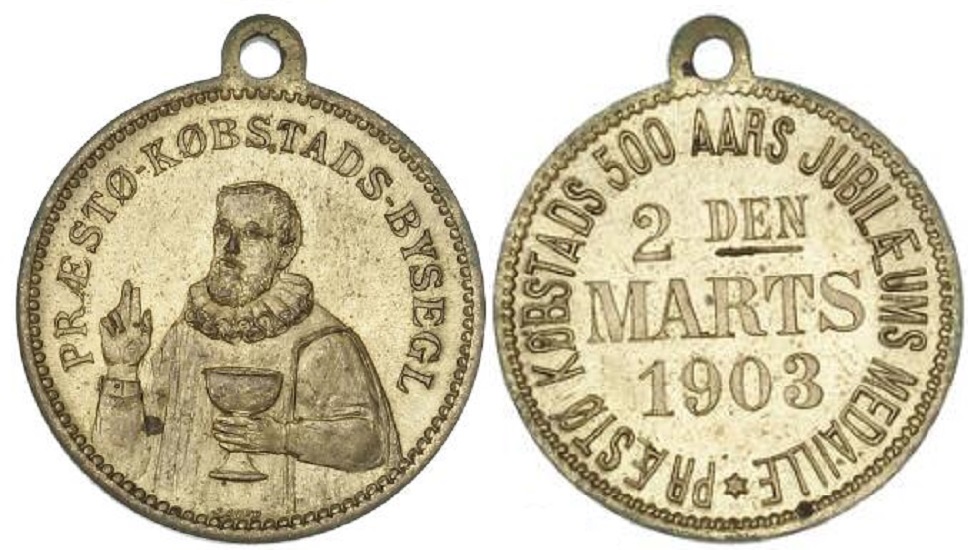 PRÆSTØ-KØBSTADS-BYSEGL
PRÆSTØ KØBSTADS 500 AARS JUBILÆUMS MEDAILLE
2 DEN
MARTS
1903